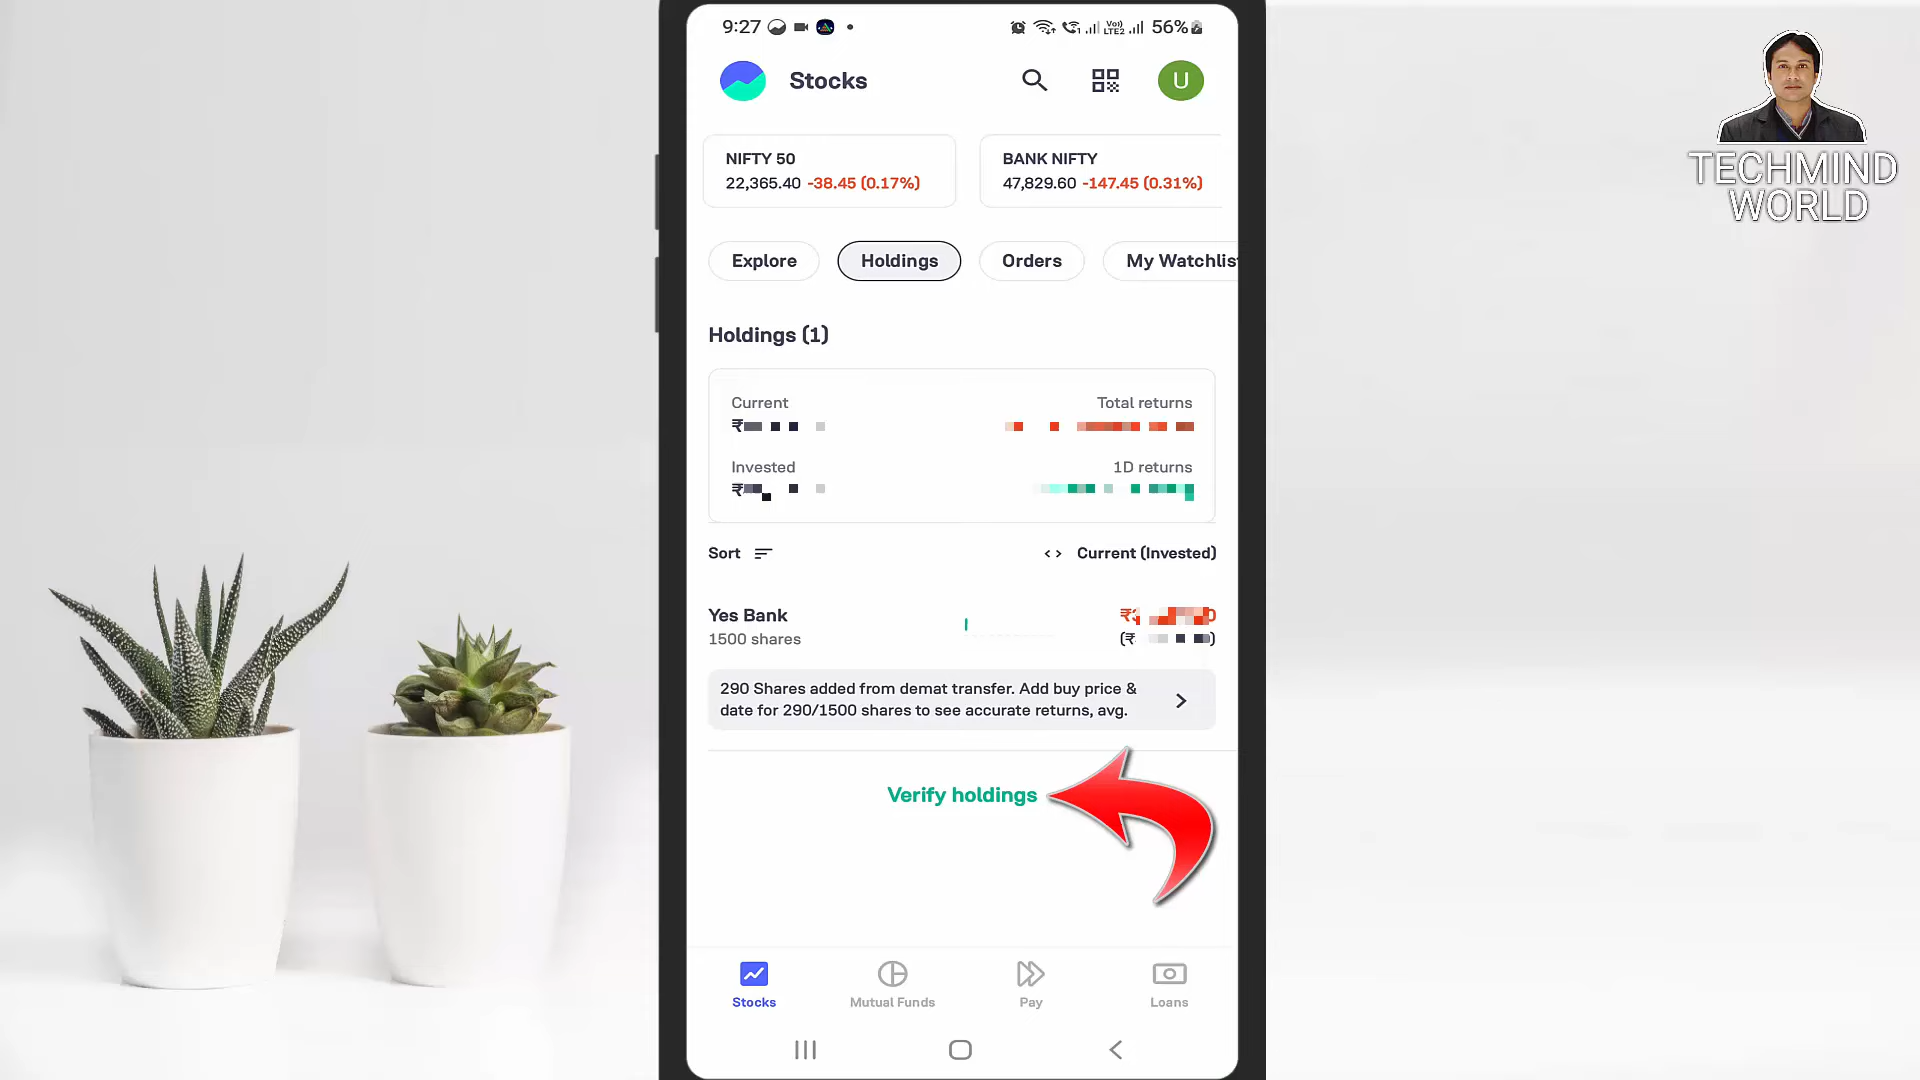 9:27
Vo)) LTE2 56%
Stocks
U
NIFTY 50
22,365.40 -38.45 (0.17%)
BANK NIFTY
47,829.60 -147.45 (0.31%)
Explore
Holdings
Orders
My Watchlis
Holdings (1)
Current
Total returns
₹
Invested
1D returns
₹
Sort
Current (Invested)
Yes Bank
1500 shares
290 Shares added from demat transfer. Add buy price &
date for 290/1500 shares to see accurate returns, avg.
Verify holdings
Stocks
Mutual Funds
Pay
Loans
TECHMIND
WORLD